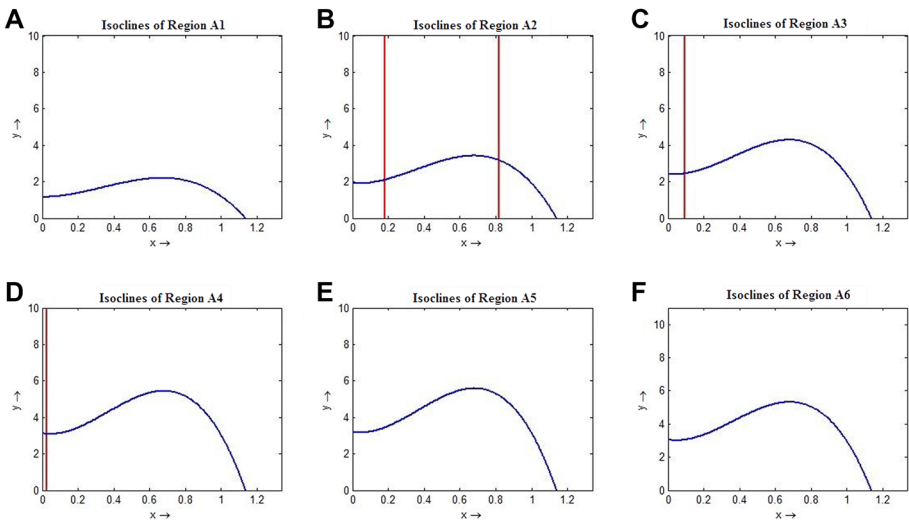 A
Isoclines of Region A1
10
8
6
4
2
0
y →
0 0.2 0.4 0.6 0.8 1 1.2
x →
B
Isoclines of Region A2
10
8
6
4
2
0
y →
0 0.2 0.4 0.6 0.8 1 1.2
x →
C
Isoclines of Region A3
10
8
6
4
2
0
y →
0 0.2 0.4 0.6 0.8 1 1.2
x →
D
Isoclines of Region A4
10
8
6
4
2
0
y →
0 0.2 0.4 0.6 0.8 1 1.2
x →
E
Isoclines of Region A5
10
8
6
4
2
0
y →
0 0.2 0.4 0.6 0.8 1 1.2
x →
F
Isoclines of Region A6
10
8
6
4
2
0
y →
0 0.2 0.4 0.6 0.8 1 1.2
x →